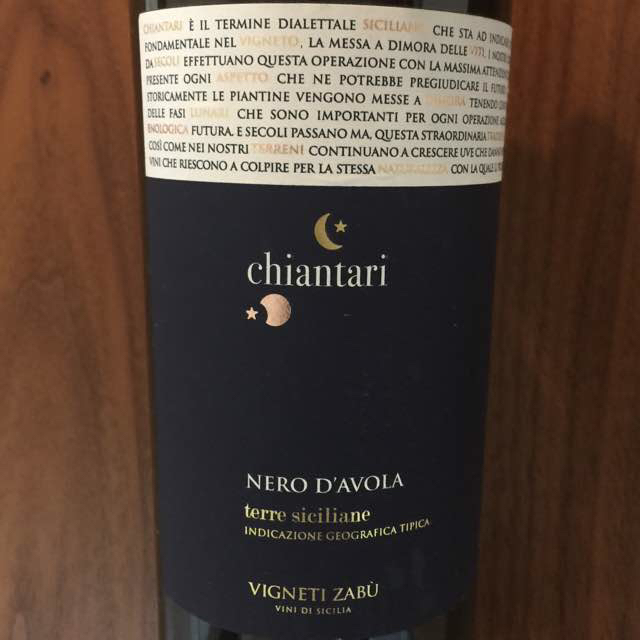 CHIANTARI È IL TERMINE DIALETTALE SICILIANO CHE STA AD INDICARE
FONDAMENTALE NEL VIGNETO, LA MESSA A DIMORA DELLE VITI. I NOSTRI
DA SECOLI EFFETTUANO QUESTA OPERAZIONE CON LA MASSIMA ATTENZIONE
PRESENTE OGNI ASPETTO CHE NE POTREBBE PREGIUDICARE IL FUTURO.
STORICAMENTE LE PIANTINE VENGONO MESSE A DIMORA TENENDO
DELLE FASI LUNARI CHE SONO IMPORTANTI PER OGNI OPERAZIONE
ENOLOGICA FUTURA. E SECOLI PASSANO MA, QUESTA STRAORDINARIA
COSÌ COME NEI NOSTRI TERRENI CONTINUANO A CRESCERE UVE CHE DANNO
VINI CHE RIESCONO A COLPIRE PER LA STESSA NATURALEZZA CON LA QUALE
chiantari
NERO D'AVOLA
terre siciliane
INDICAZIONE GEOGRAFICA TIPICA
VIGNETI ZABÙ
VINI DI SICILIA